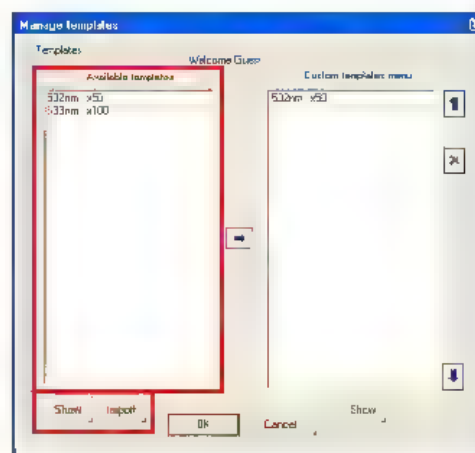 Manage templates
Templates
Welcome Guest
Available templates
Custom templates menu
532nm x50
633nm x100
532nm x50
Show
Import
Show
OK
Cancel